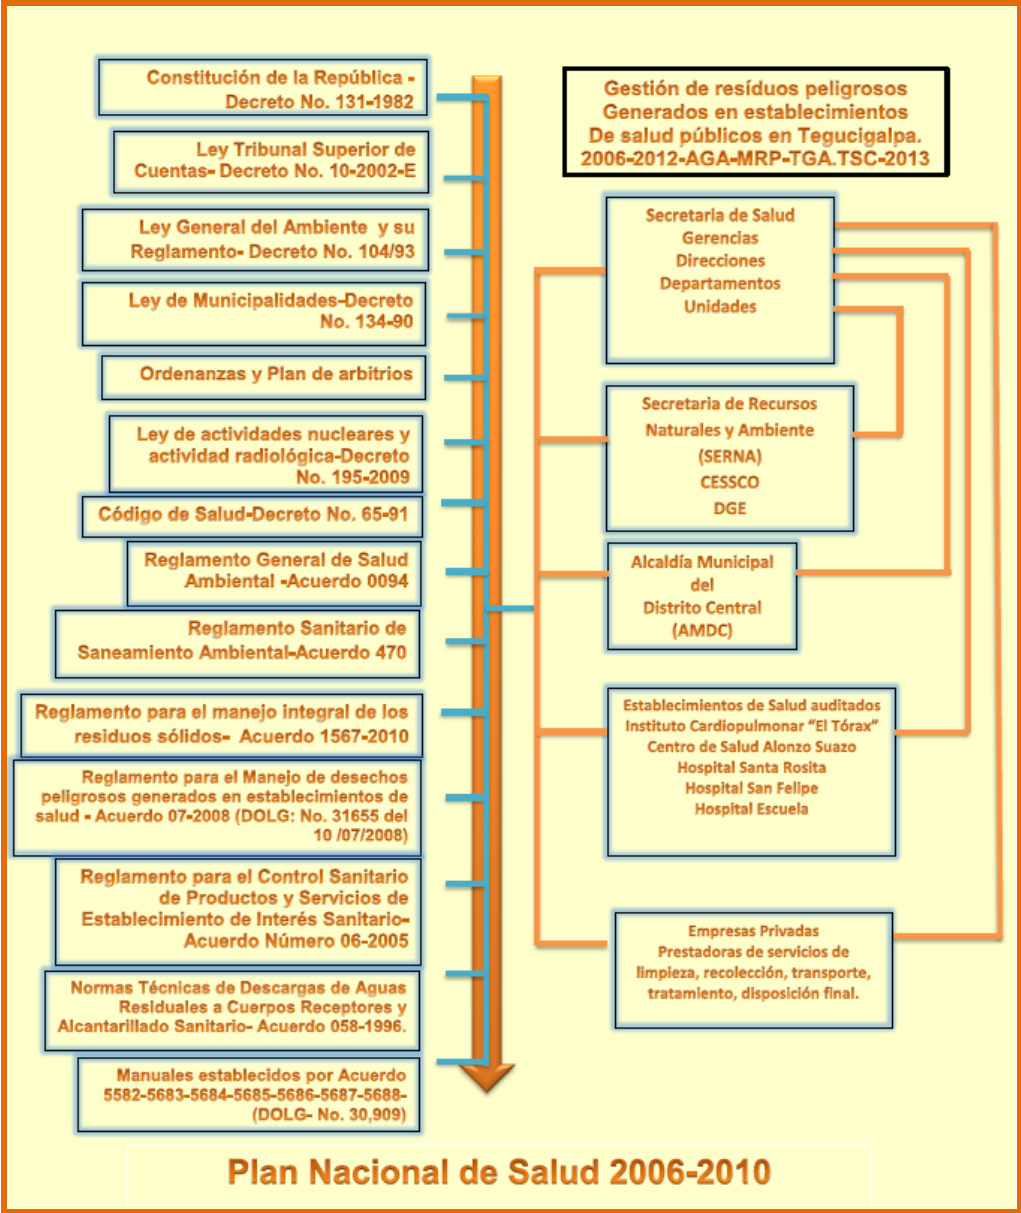 Constitución de la República -
Decreto No. 131-1982
Ley Tribunal Superior de
Cuentas- Decreto No. 10-2002-E
Ley General del Ambiente y su
Reglamento- Decreto No. 104/93
Ley de Municipalidades-Decreto
No. 134-90
Ordenanzas y Plan de arbitrios
Ley de actividades nucleares y
actividad radiológica-Decreto
No. 195-2009
Código de Salud-Decreto No. 65-91
Reglamento General de Salud
Ambiental -Acuerdo 0094
Reglamento Sanitario de
Saneamiento Ambiental-Acuerdo 470
Reglamento para el manejo integral de los
residuos sólidos- Acuerdo 1567-2010
Reglamento para el Manejo de desechos
peligrosos generados en establecimientos de
salud - Acuerdo 07-2008 (DOLG: No. 31655 del
10 /07/2008)
Reglamento para el Control Sanitario
de Productos y Servicios de
Establecimiento de Interés Sanitario-
Acuerdo Número 06-2005
Normas Técnicas de Descargas de Aguas
Residuales a Cuerpos Receptores y
Alcantarillado Sanitario- Acuerdo 058-1996.
Manuales establecidos por Acuerdo
5582-5683-5684-5685-5686-5687-5688-
(DOLG- No. 30,909)
Gestión de resíduos peligrosos
Generados en establecimientos
De salud públicos en Tegucigalpa.
2006-2012-AGA-MRP-TGA.TSC-2013
Secretaria de Salud
Gerencias
Direcciones
Departamentos
Unidades
Secretaria de Recursos
Naturales y Ambiente
(SERNA)
CESSCO
DGE
Alcaldía Municipal
del
Distrito Central
(AMDC)
Establecimientos de Salud auditados
Instituto Cardiopulmonar “El Tórax”
Centro de Salud Alonzo Suazo
Hospital Santa Rosita
Hospital San Felipe
Hospital Escuela
Empresas Privadas
Prestadoras de servicios de
limpieza, recolección, transporte,
tratamiento, disposición final.
Plan Nacional de Salud 2006-2010